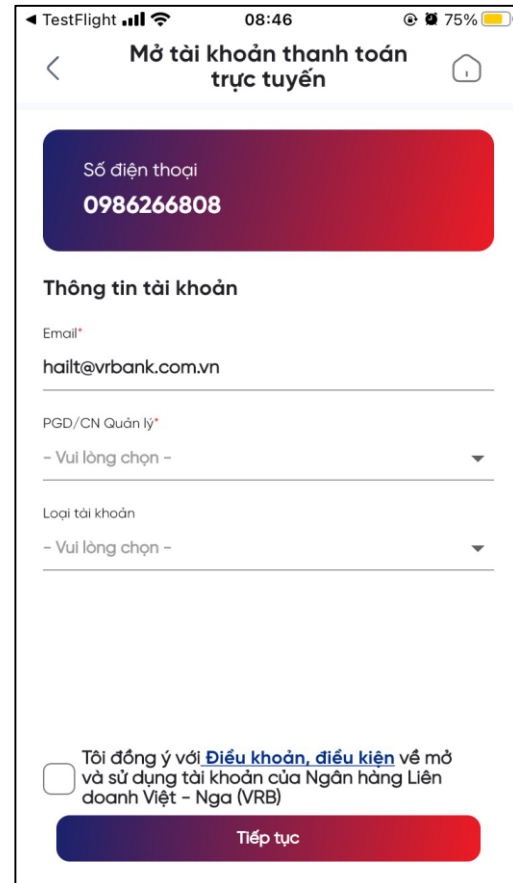 TestFlight 08:46 75%
Mở tài khoản thanh toán
trực tuyến
Số điện thoại
0986266808
Thông tin tài khoản
Email*
hailt@vrbank.com.vn
PGD/CN Quản lý*
- Vui lòng chọn -
Loại tài khoản
- Vui lòng chọn -
Tôi đồng ý với Điều khoản, điều kiện về mở
và sử dụng tài khoản của Ngân hàng Liên
doanh Việt - Nga (VRB)
Tiếp tục